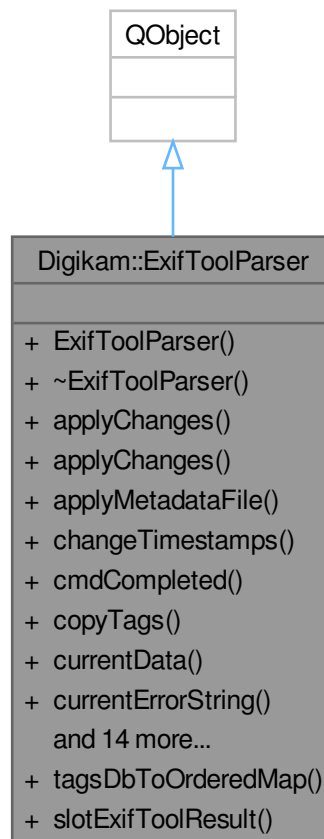 QObject
Digikam::ExifToolParser
+ ExifToolParser()
+ ~ExifToolParser()
+ applyChanges()
+ applyChanges()
+ applyMetadataFile()
+ changeTimestamps()
+ cmdCompleted()
+ copyTags()
+ currentData()
+ currentErrorString()
and 14 more...
+ tagsDbToOrderedMap()
+ slotExifToolResult()